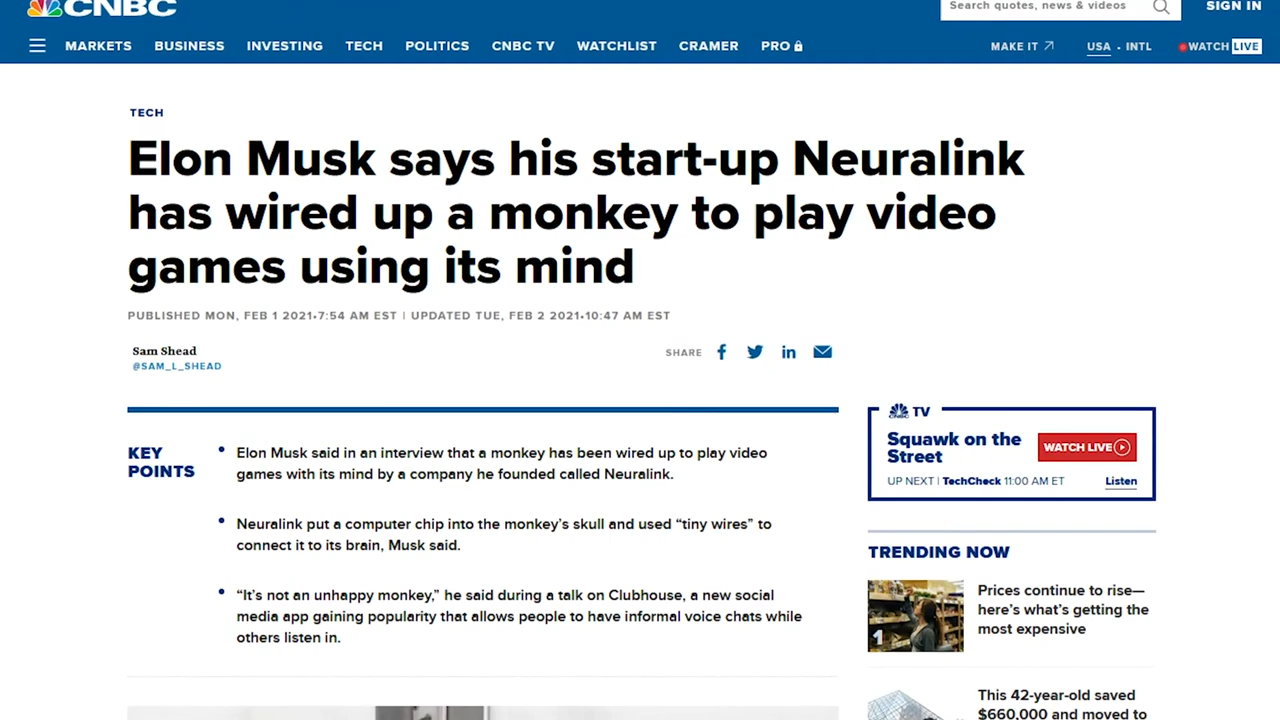 CNBC
Search quotes, news & videos
SIGN IN
MARKETS BUSINESS INVESTING TECH POLITICS CNBC TV WATCHLIST CRAMER PRO
MAKE IT USA • INTL WATCH LIVE
TECH
Elon Musk says his start-up Neuralink
has wired up a monkey to play video
games using its mind
PUBLISHED MON, FEB 1 2021•7:54 AM EST | UPDATED TUE, FEB 2 2021•10:47 AM EST
Sam Shead
@SAM_L_SHEAD
SHARE
KEY
POINTS
• Elon Musk said in an interview that a monkey has been wired up to play video
games with its mind by a company he founded called Neuralink.
• Neuralink put a computer chip into the monkey’s skull and used “tiny wires” to
connect it to its brain, Musk said.
• “It’s not an unhappy monkey,” he said during a talk on Clubhouse, a new social
media app gaining popularity that allows people to have informal voice chats while
others listen in.
CNBC TV
Squawk on the
Street
WATCH LIVE
UP NEXT | TechCheck 11:00 AM ET
Listen
TRENDING NOW
1
Prices continue to rise—
here’s what’s getting the
most expensive
This 42-year-old saved
$660,000 and moved to